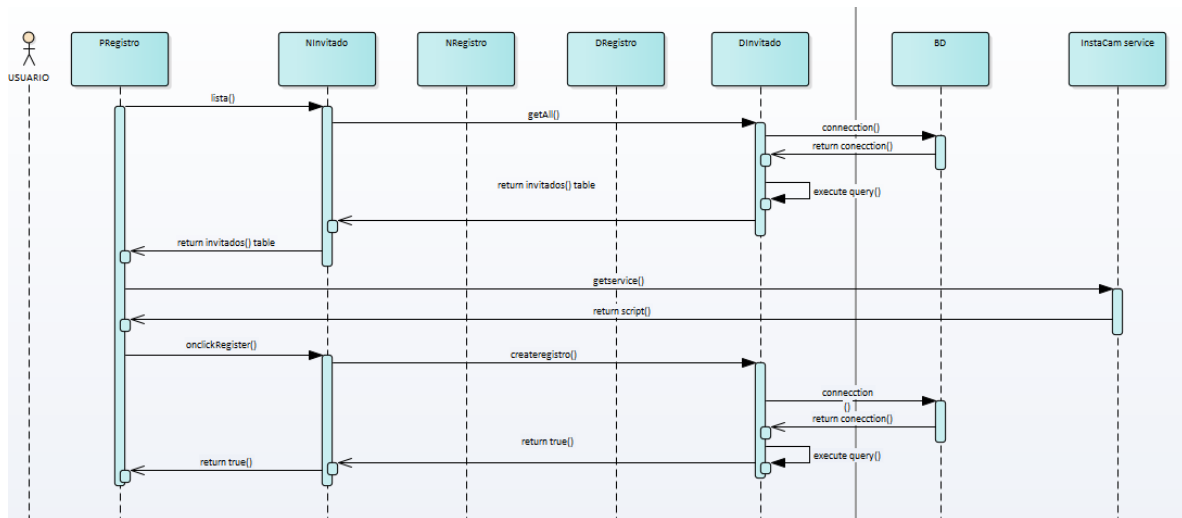 PRegistro
NInvitado
NRegistro
DRegistro
DInvitado
BD
InstaCam service
USUARIO
lista()
getAll()
connecction()
return conecction()
return invitados() table
execute query()
return invitados() table
getservice()
return script()
onclickRegister()
createregistro()
connecction
()
return conecction()
return true()
execute query()
return true()